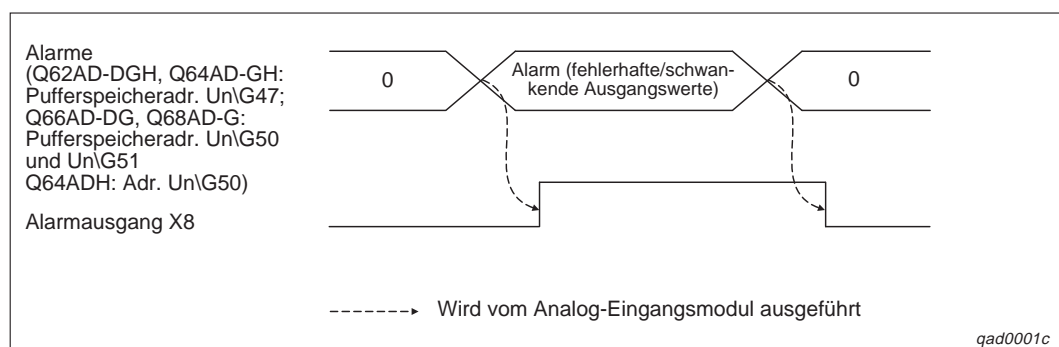 Alarme
(Q62AD-DGH, Q64AD-GH:
Pufferspeicheradr. Un\G47;
Q66AD-DG, Q68AD-G:
Pufferspeicheradr. Un\G50
und Un\G51
Q64ADH: Adr. Un\G50)
0
Alarm (fehlerhafte/schwan-
kende Ausgangswerte)
0
Alarmausgang X8
Wird vom Analog-Eingangsmodul ausgeführt
qad0001c